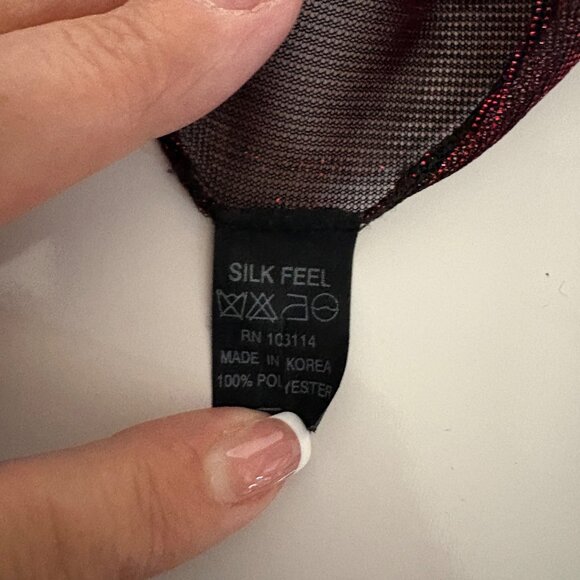 SILK FEEL
RN 103114
MADE IN KOREA
100% POLYESTER